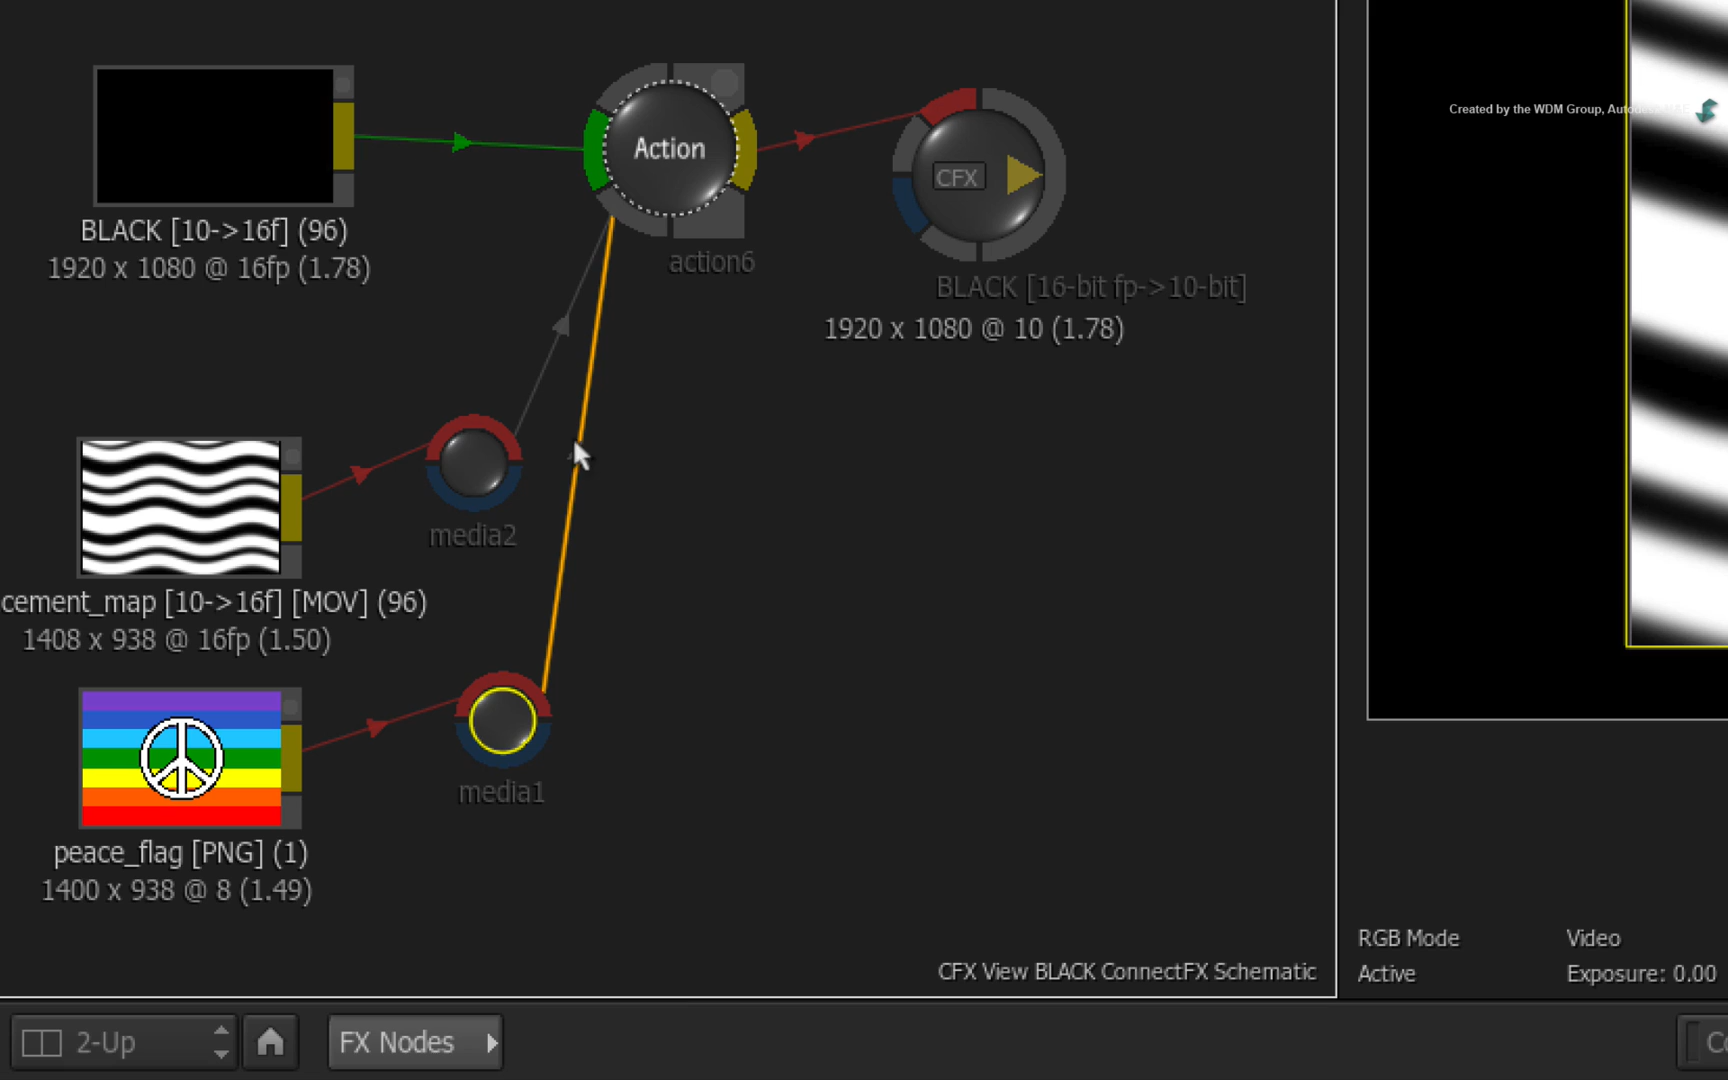 Action
BLACK [10->16f] (96)
1920 x 1080 @ 16fp (1.78)
action6
CFX
BLACK [16-bit fp->10-bit]
1920 x 1080 @ 10 (1.78)
Created by the WDM Group,
media2
cement_map [10->16f] [MOV] (96)
1408 x 938 @ 16fp (1.50)
media1
peace_flag [PNG] (1)
1400 x 938 @ 8 (1.49)
CFX View BLACK ConnectFX Schematic
RGB Mode
Video
Active
Exposure: 0.00
2-Up
FX Nodes